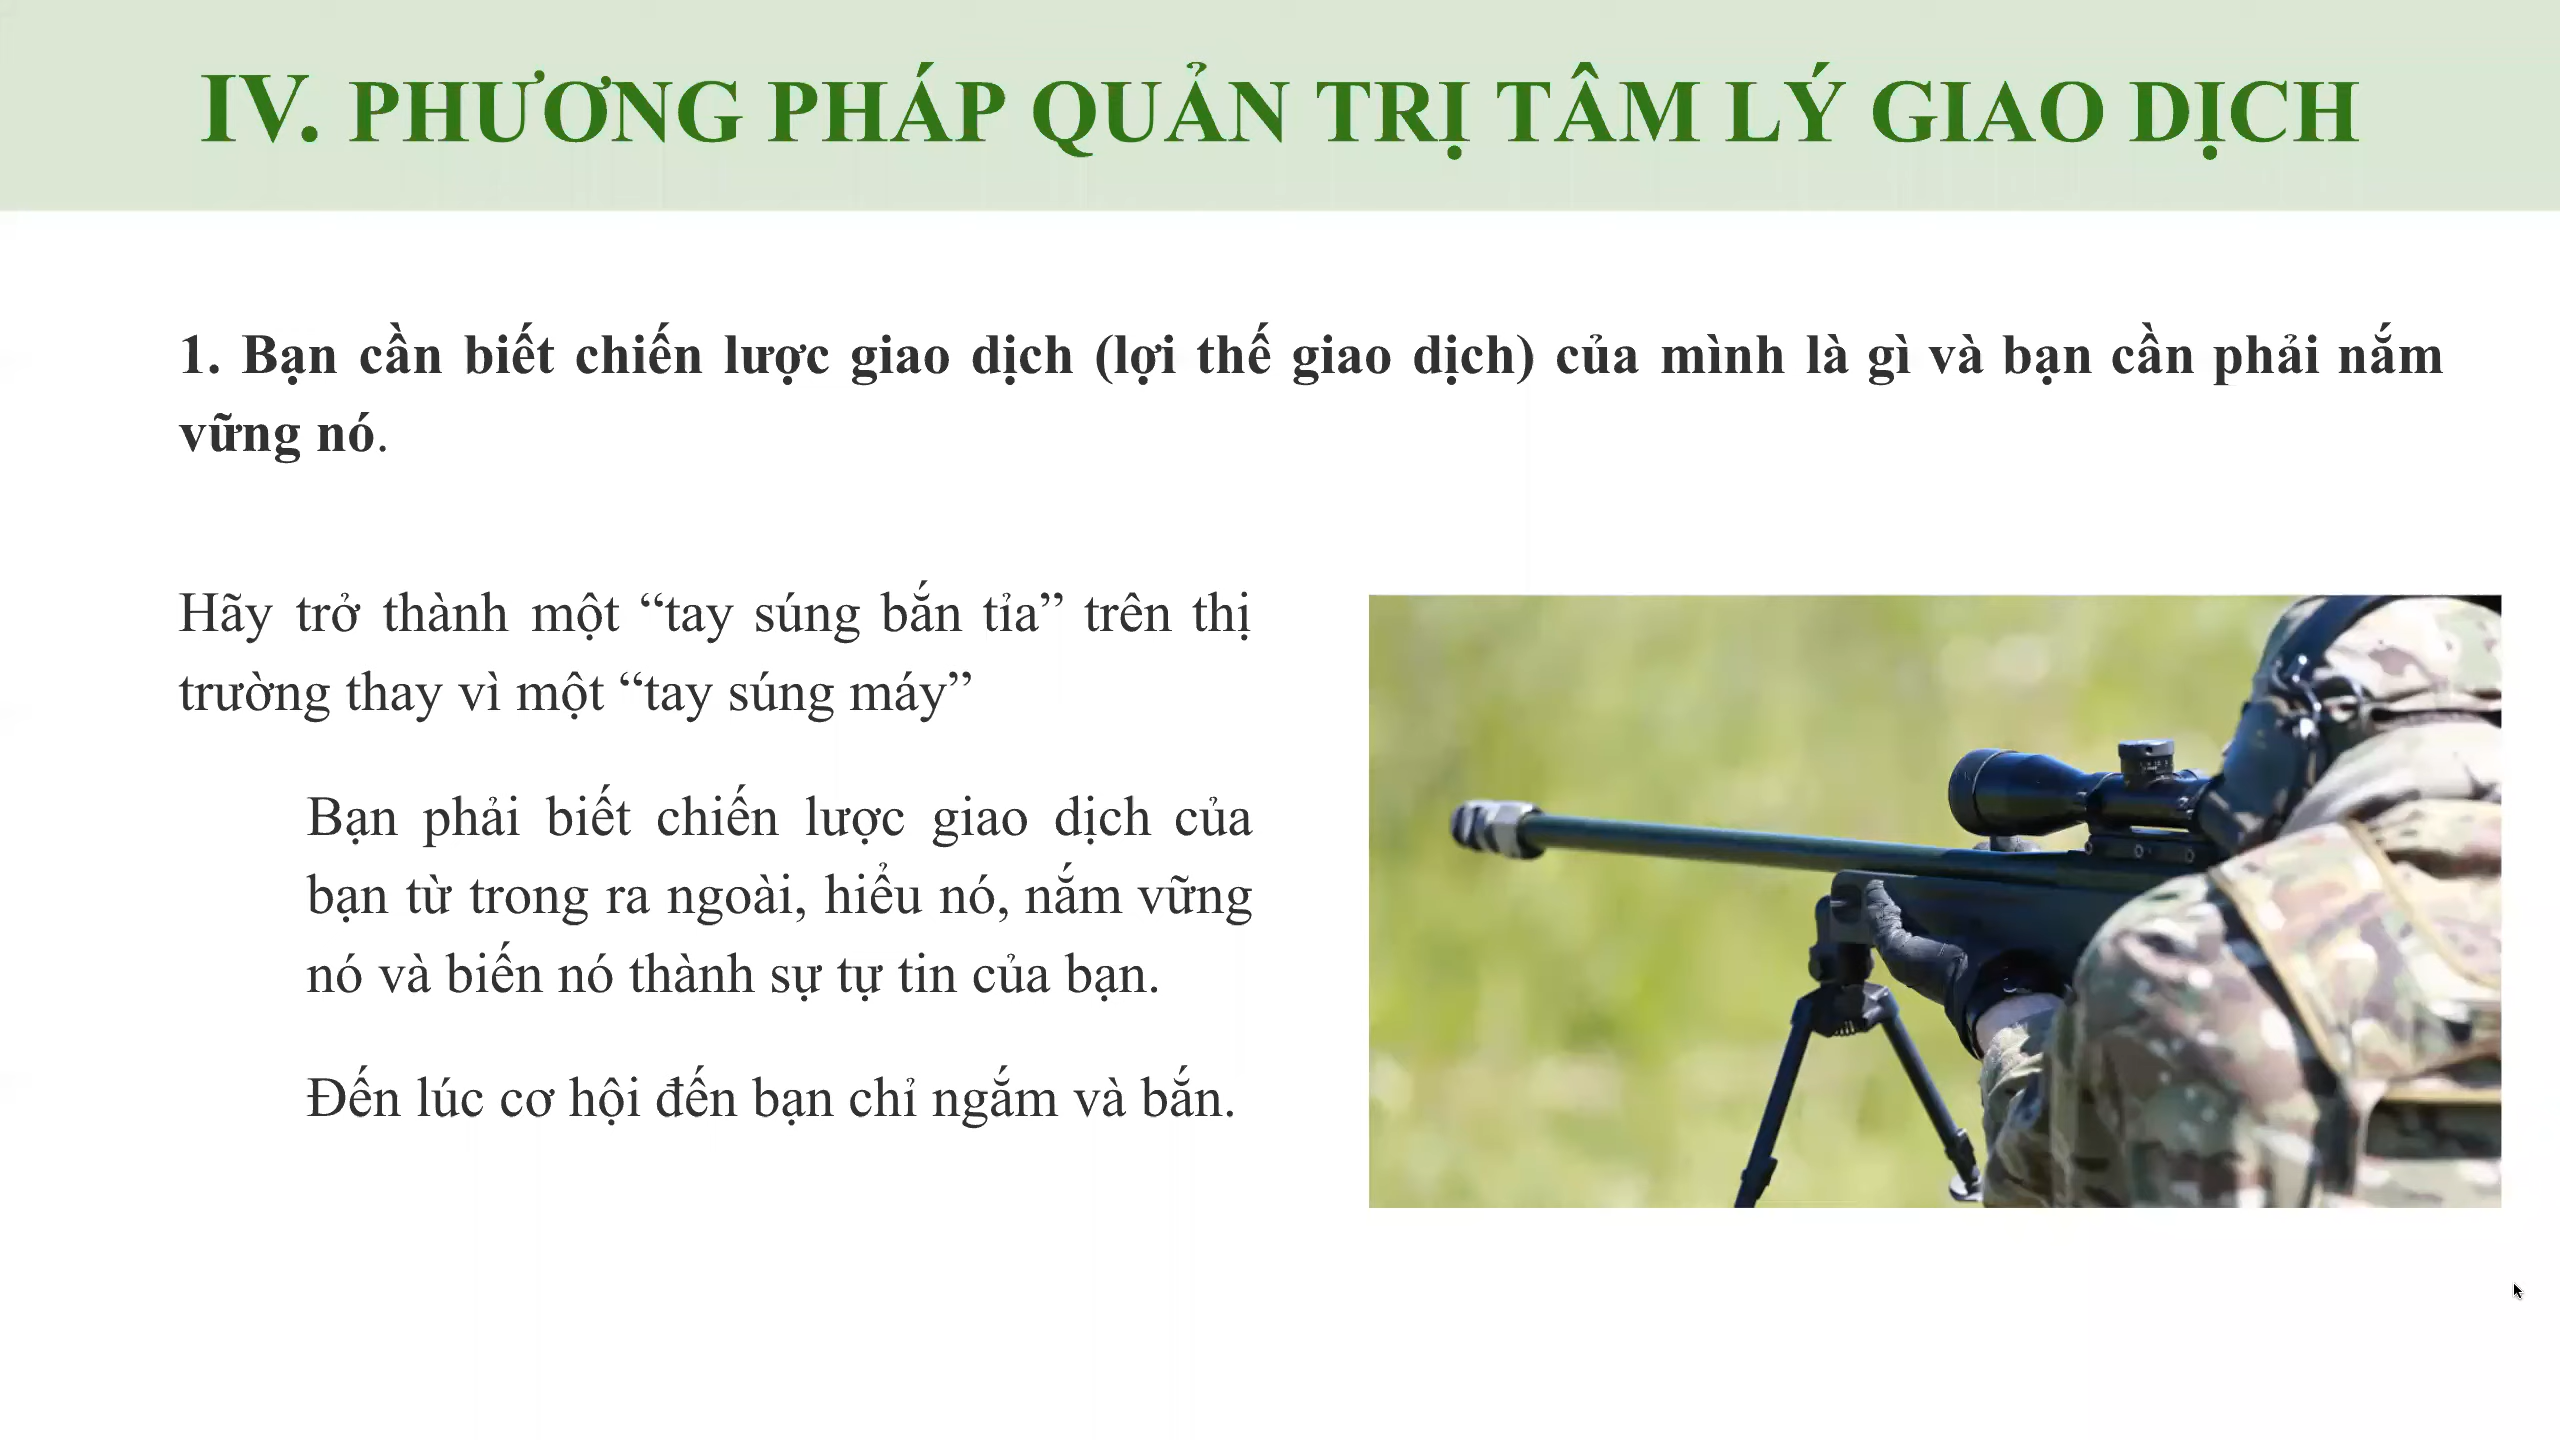 IV. PHƯƠNG PHÁP QUẢN TRỊ TÂM LÝ GIAO DỊCH
1. Bạn cần biết chiến lược giao dịch (lợi thế giao dịch) của mình là gì và bạn cần phải nắm
vững nó.
Hãy trở thành một “tay súng bắn tỉa” trên thị
trường thay vì một “tay súng máy”
Bạn phải biết chiến lược giao dịch của
bạn từ trong ra ngoài, hiểu nó, nắm vững
nó và biến nó thành sự tự tin của bạn.
Đến lúc cơ hội đến bạn chỉ ngắm và bắn.